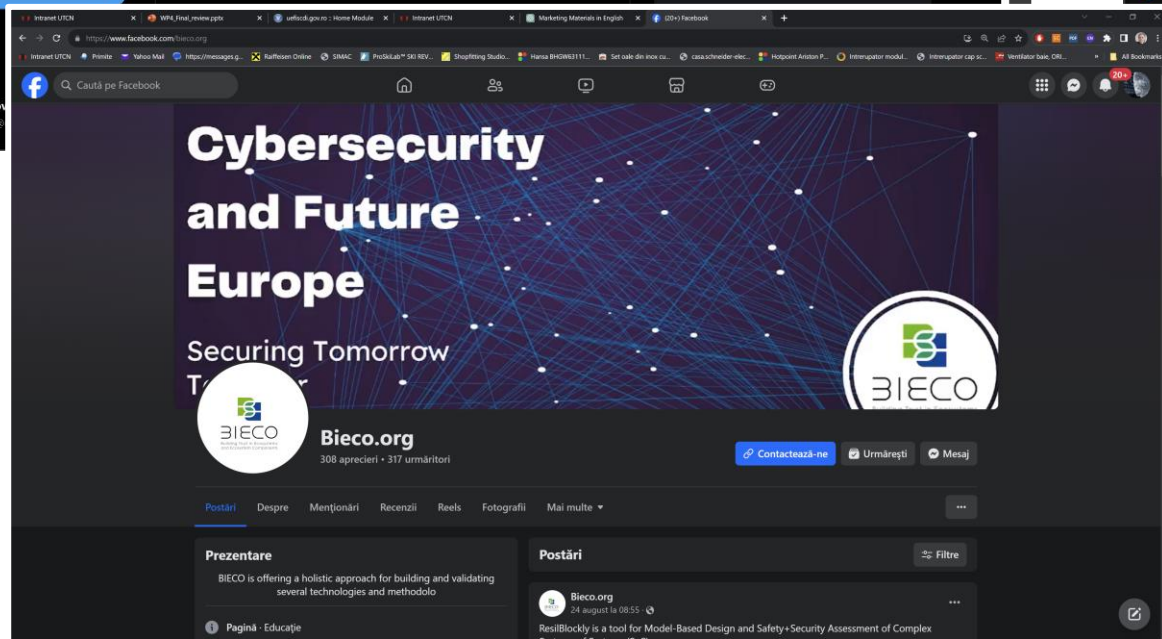 Intranet UTCN
WP4_Final_review.pptx
uefiscdi.gov.ro :: Home Module
Intranet UTCN
Marketing Materials in English
(20+) Facebook
https://www.facebook.com/bieco.org
Intranet UTCN
Primite
Yahoo Mail
https://messages.g...
Raiffeisen Online
SIMAC
ProSkiLab™ SKI REV...
Shopfitting Studio...
Hansa BHGW63111...
Set oale din inox cu...
casa.schneider-elec...
Hotpoint Ariston P...
Intrerupator modul...
Intrerupator cap sc...
Ventilator baie, ORI...
All Bookmarks
Caută pe Facebook
20+
Cybersecurity
and Future
Europe
Securing Tomorrow
BIECO
BIECO
Bieco.org
308 aprecieri • 317 urmăritori
Contactează-ne
Urmărești
Mesaj
Postări
Despre
Menționări
Recenzii
Reels
Fotografii
Mai multe
Prezentare
BIECO is offering a holistic approach for building and validating
several technologies and methodolo
Pagină · Educație
Postări
Filtre
Bieco.org
24 august la 08:55
ResilBlockly is a tool for Model-Based Design and Safety+Security Assessment of Complex